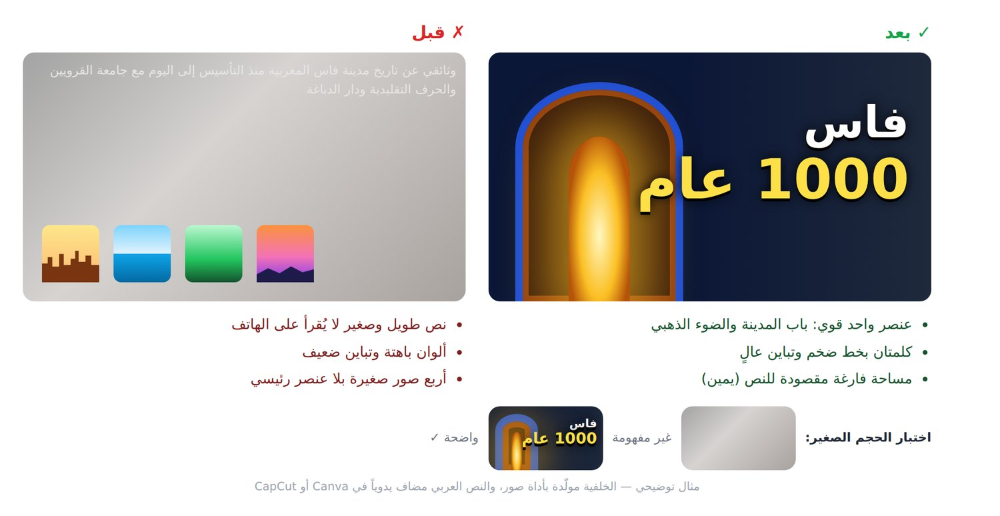 ✓ بعد
فاس
1000 عام
• عنصر واحد قوي: باب المدينة والضوء الذهبي
• كلمتان بخط ضخم وتباين عالٍ
• مساحة فارغة مقصودة للنص (يمين)
✗ قبل
وثائقي عن تاريخ مدينة فاس المغربية منذ التأسيس إلى اليوم مع جامعة القرويين
والحرف التقليدية ودار الدباغة
• نص طويل وصغير لا يُقرأ على الهاتف
• ألوان باهتة وتباين ضعيف
• أربع صور صغيرة بلا عنصر رئيسي
اختبار الحجم الصغير:
غير مفهومة
فاس
1000 عام
واضحة ✓
مثال توضيحي — الخلفية مولّدة بأداة صور، والنص العربي مضاف يدوياً في Canva أو CapCut